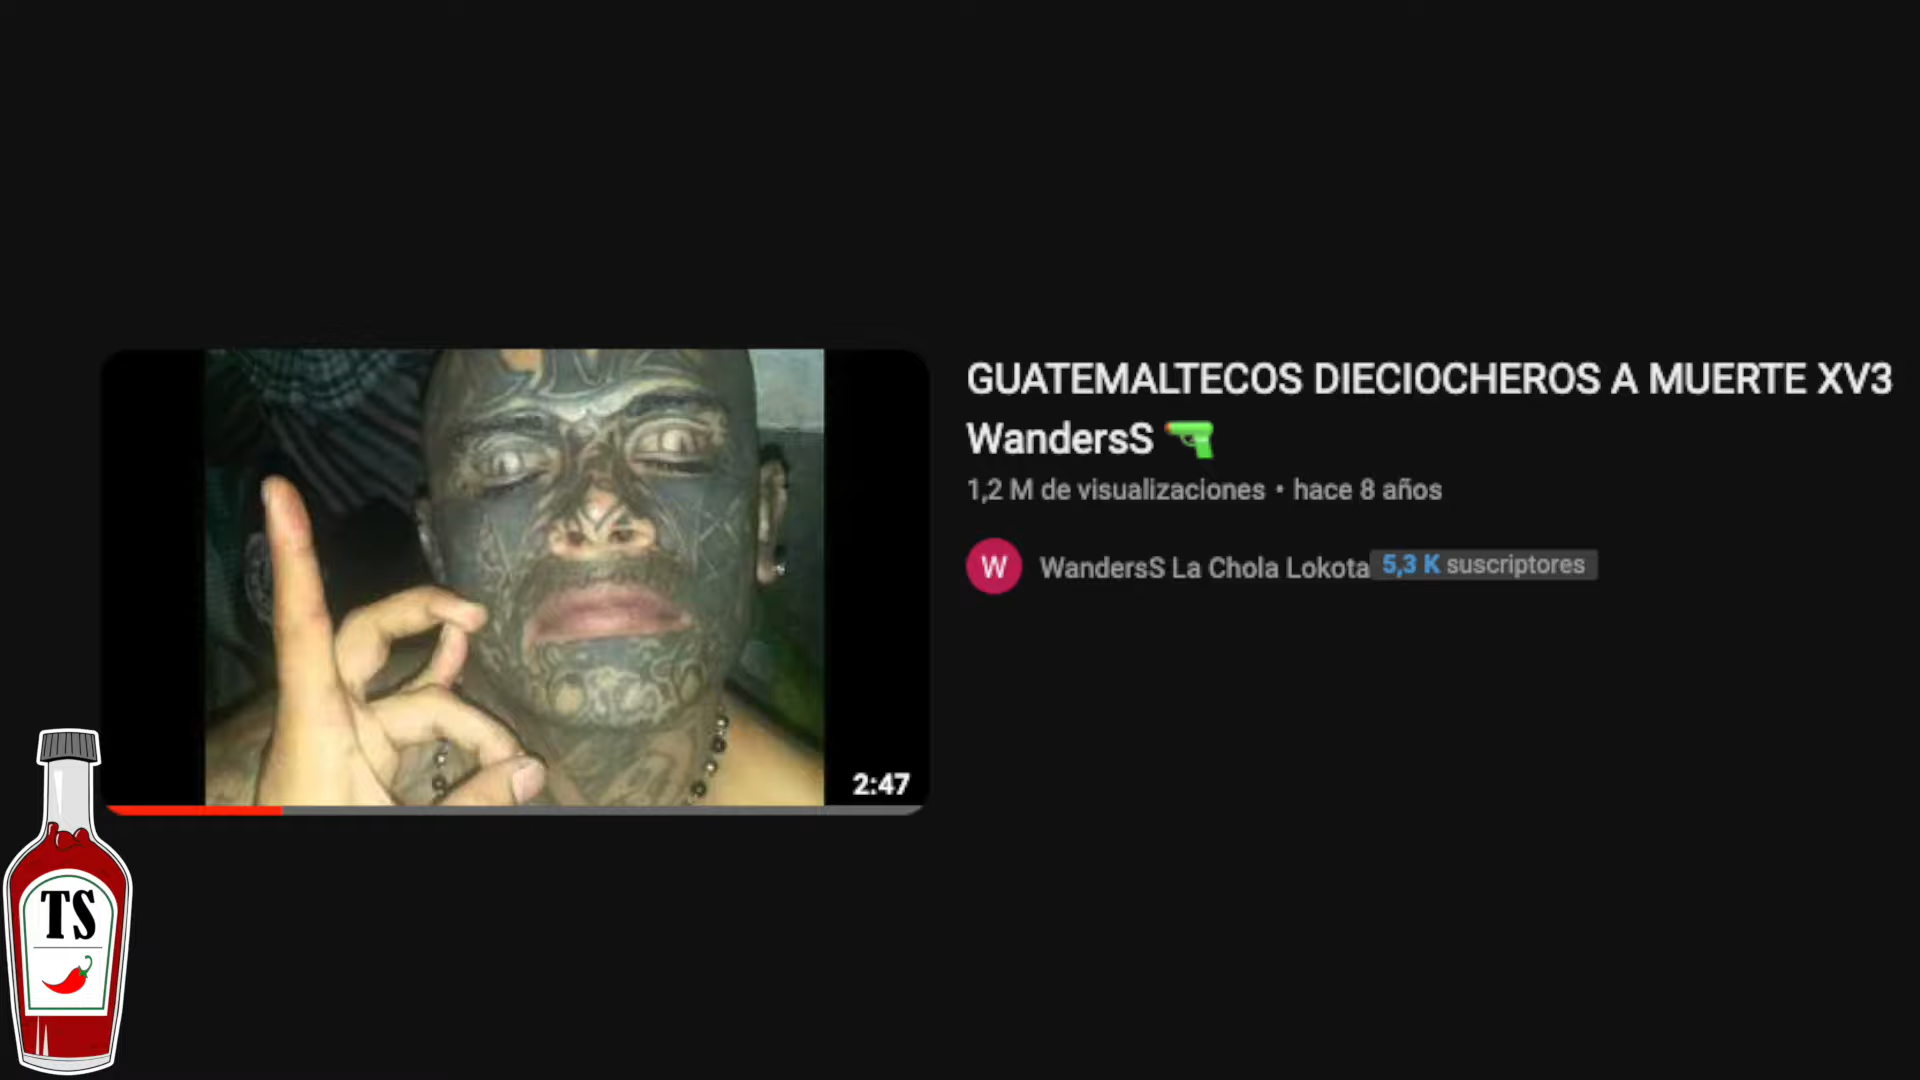 GUATEMALTECOS DIECIOCHEROS A MUERTE XV3
WandersS
1,2 M de visualizaciones • hace 8 años
W
WandersS La Chola Lokota 5,3 K suscriptores
2:47
TS